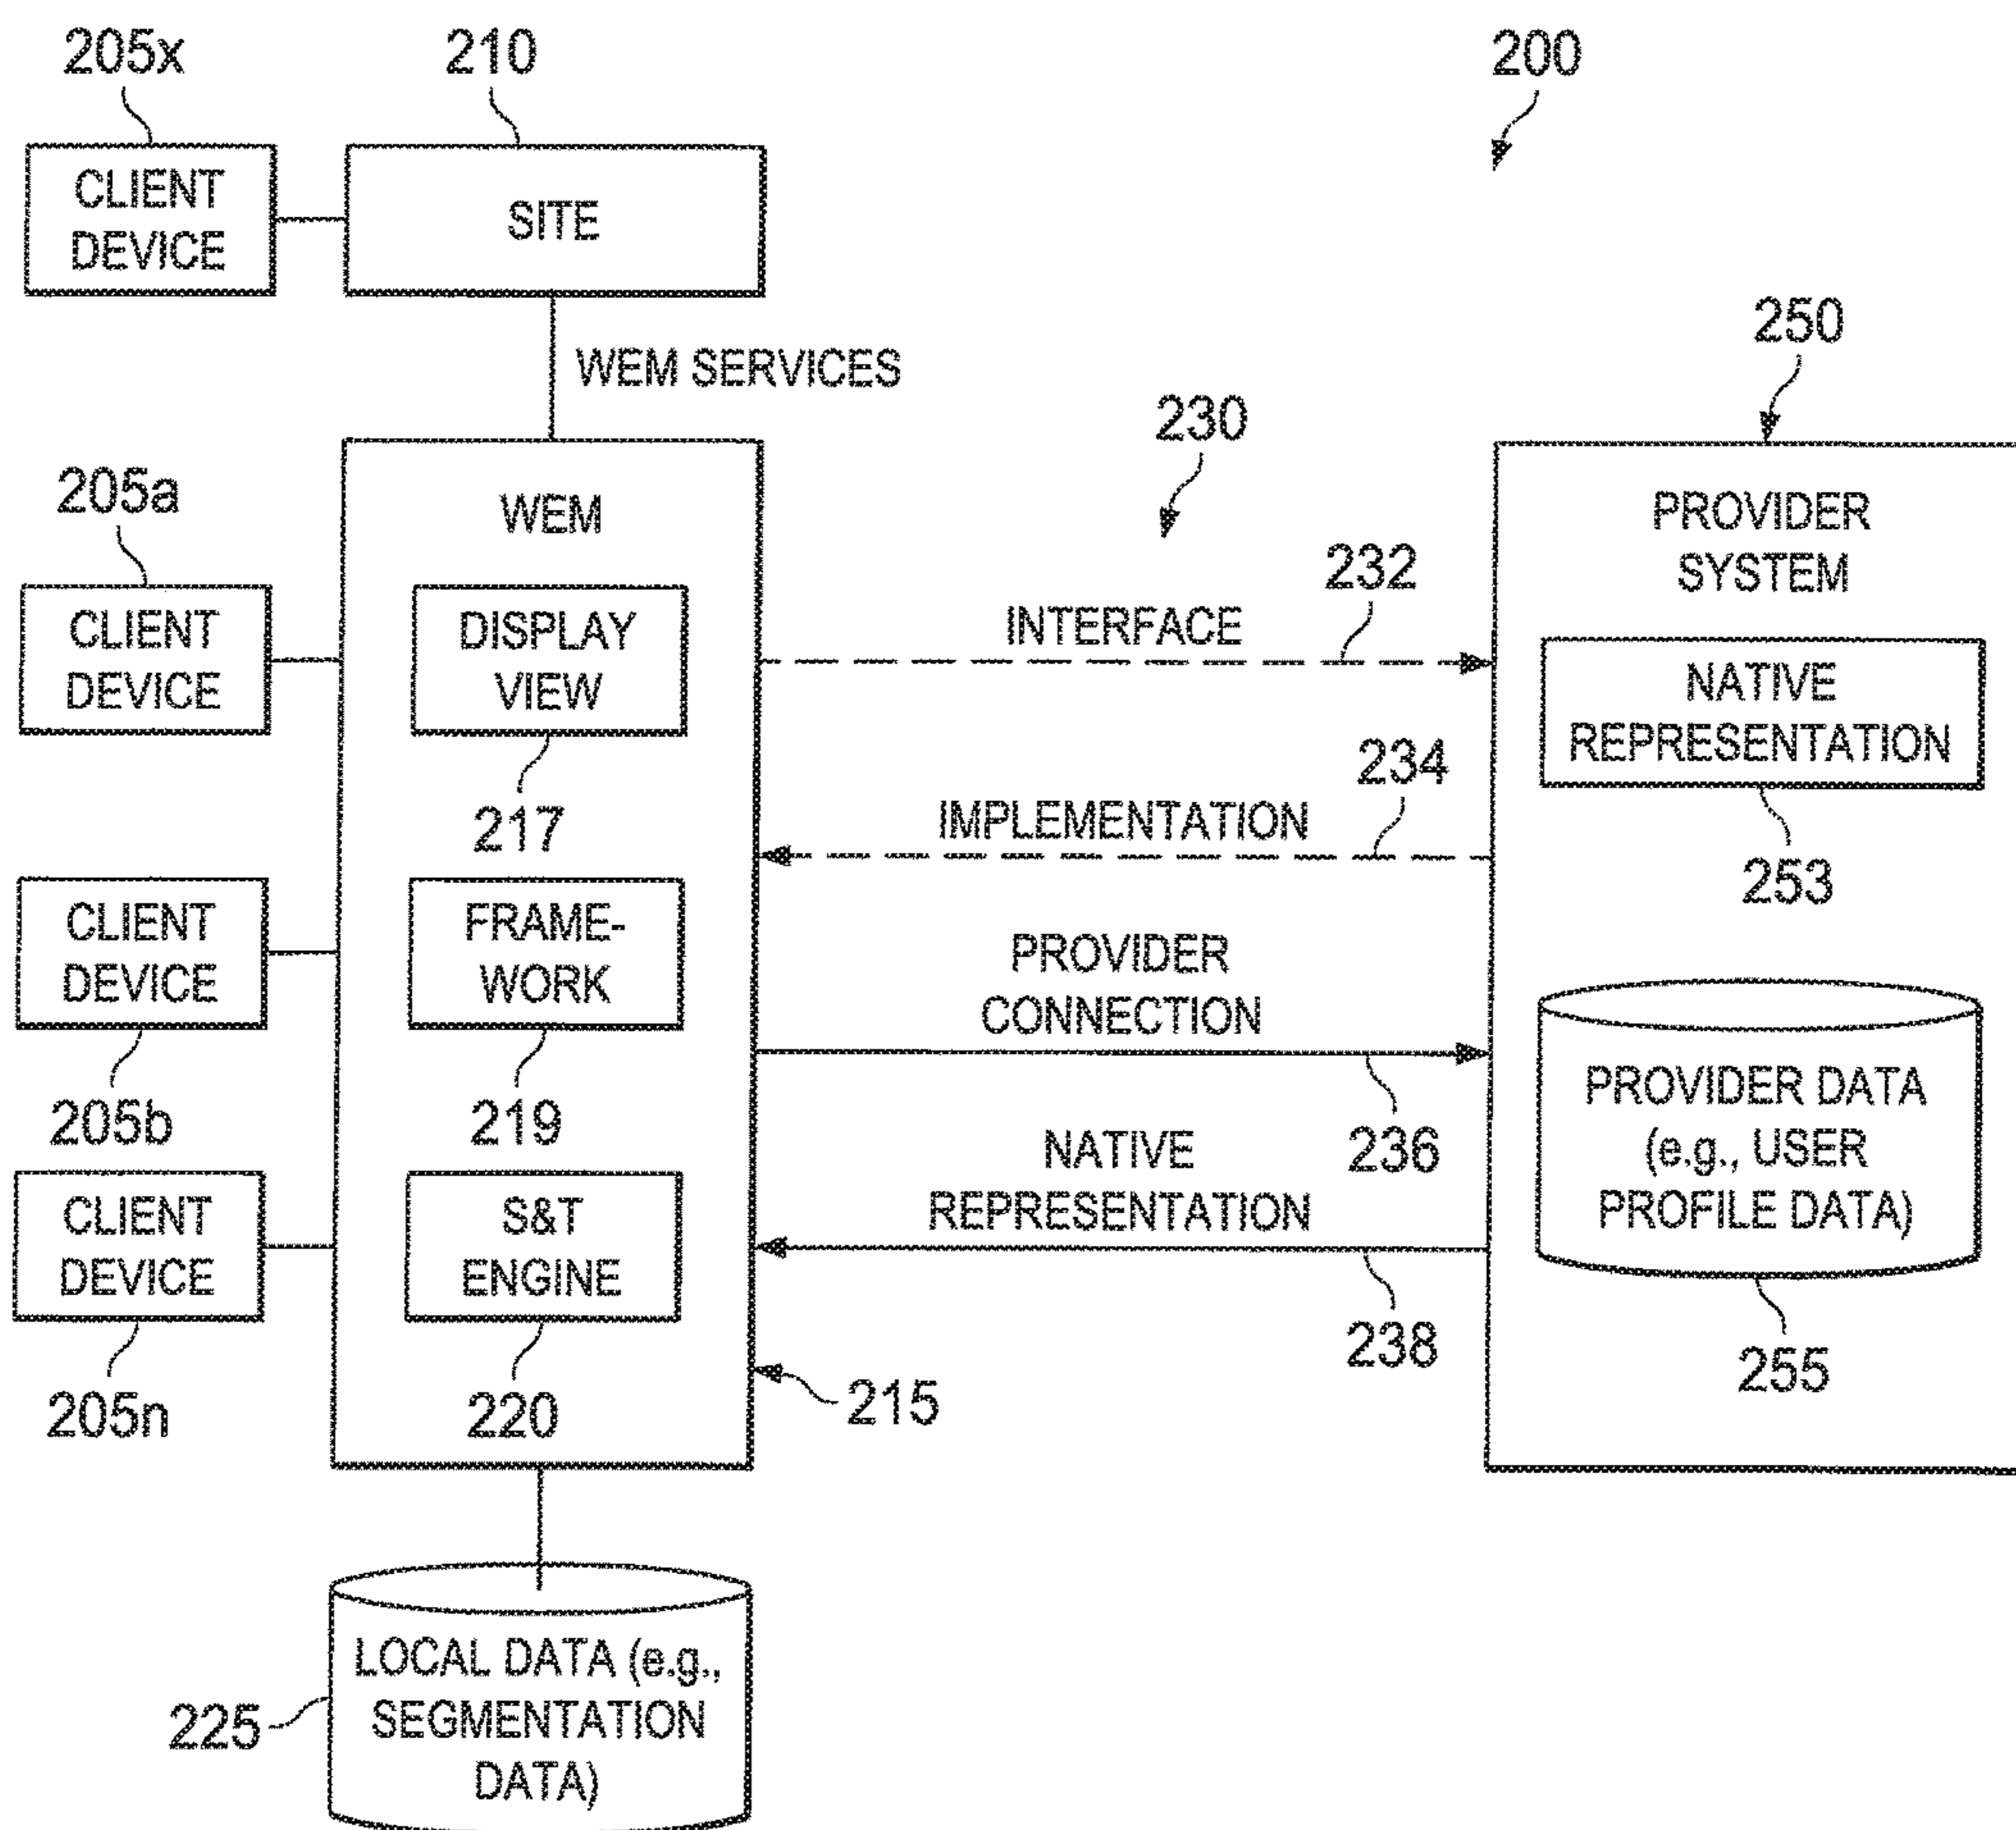 205x
210
200
CLIENT
DEVICE
SITE
WEM SERVICES
250
230
205a
WEM
PROVIDER
SYSTEM
CLIENT
DEVICE
DISPLAY
VIEW
217
INTERFACE
232
NATIVE
REPRESENTATION
253
IMPLEMENTATION
234
CLIENT
DEVICE
205b
FRAME-
WORK
219
PROVIDER
CONNECTION
236
PROVIDER DATA
(e.g., USER
PROFILE DATA)
255
NATIVE
REPRESENTATION
238
CLIENT
DEVICE
205n
S&T
ENGINE
220
215
LOCAL DATA (e.g.,
SEGMENTATION
DATA)
225